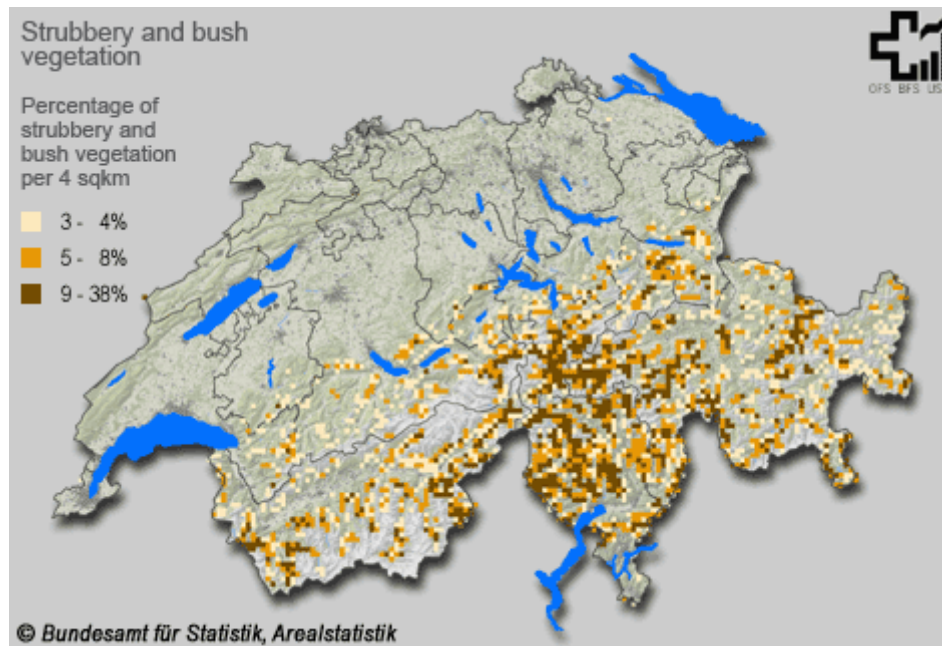 Strubbery and bush
vegetation
Percentage of
strubbery and
bush vegetation
per 4 sqkm
3 - 4%
5 - 8%
9 - 38%
OFS BFS
© Bundesamt für Statistik, Arealstatistik